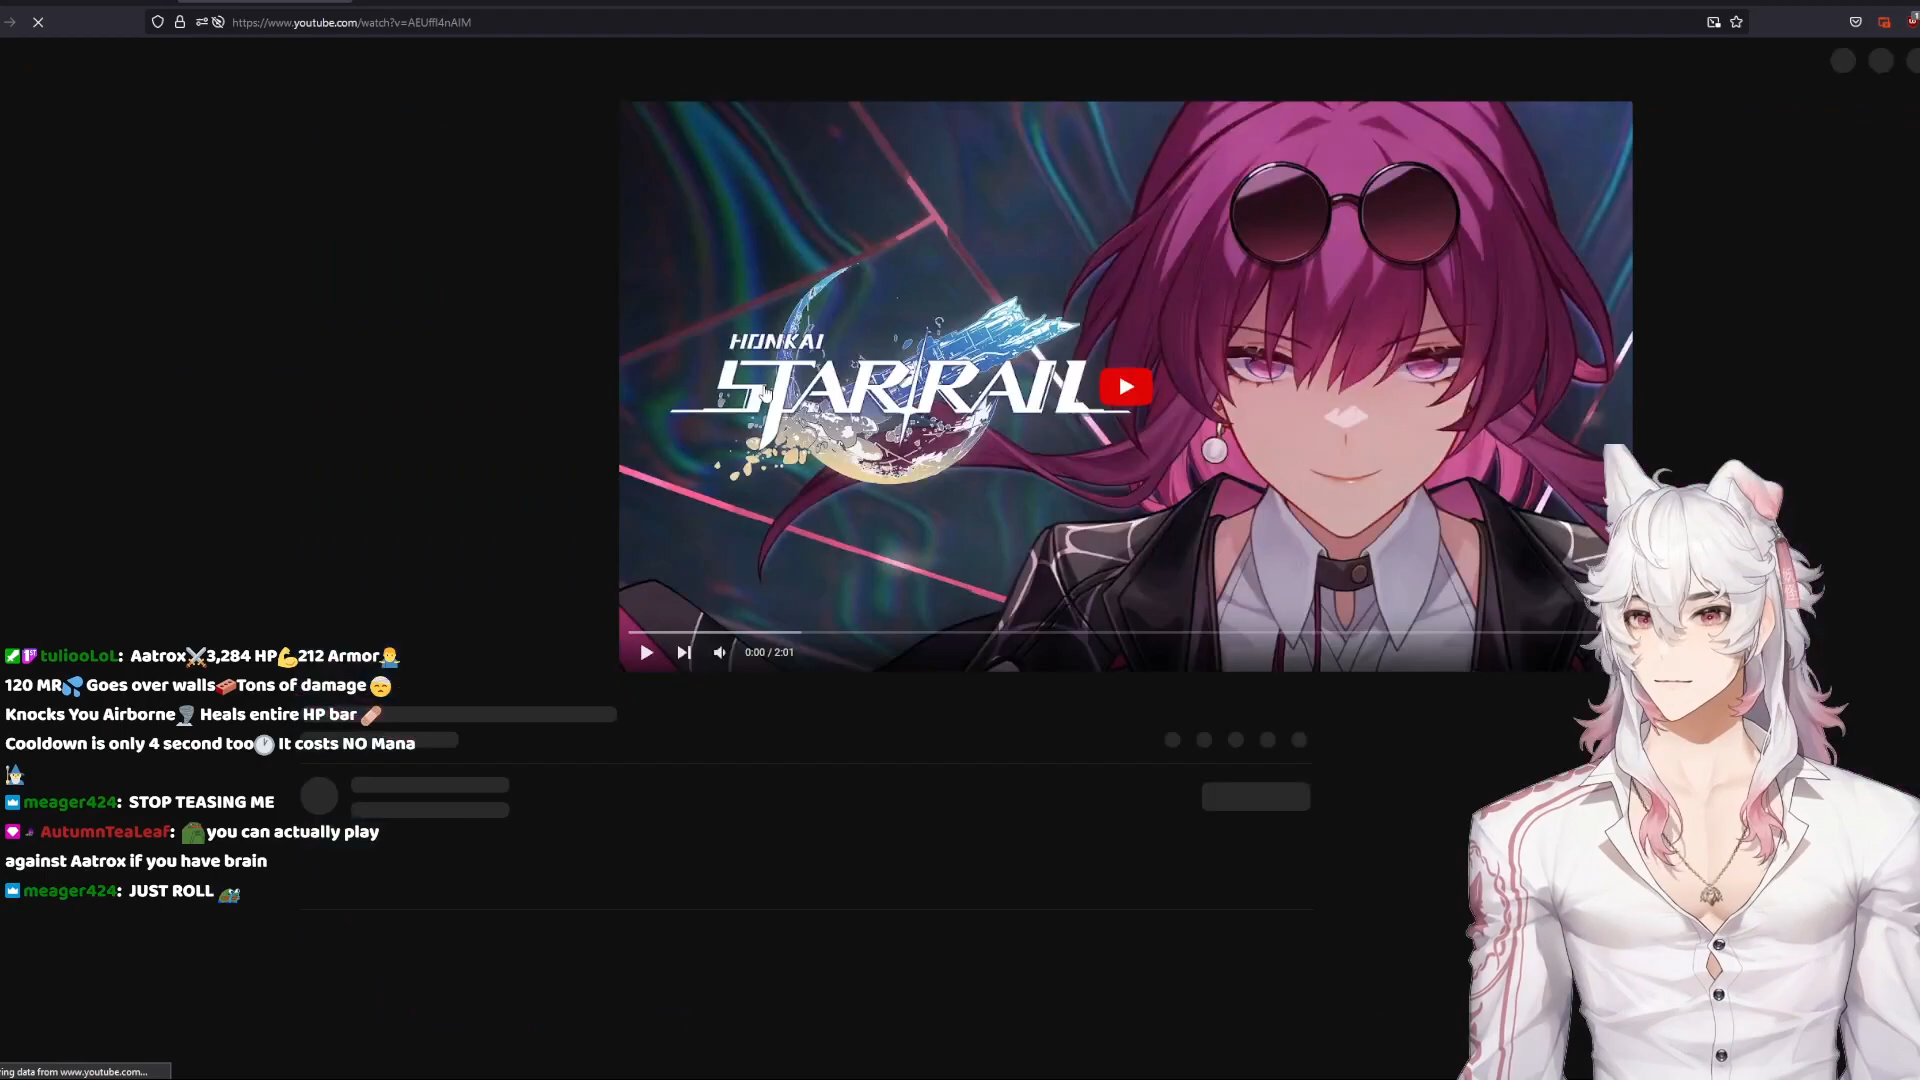 https://www.youtube.com/watch?v=AEUffl4nAIM
HONKAI
STAR RAIL
0:00 / 2:01
tuliooLoL: Aatrox⚔️3,284 HP💪212 Armor🤷‍♂️
120 MR💦 Goes over walls🧱Tons of damage 🤕
Knocks You Airborne🌪️ Heals entire HP bar 🩹
Cooldown is only 4 second too🕐 It costs NO Mana
🧙‍♂️
meager424: STOP TEASING ME
AutumnTeaLeaf: you can actually play
against Aatrox if you have brain
meager424: JUST ROLL
ring data from www.youtube.com...